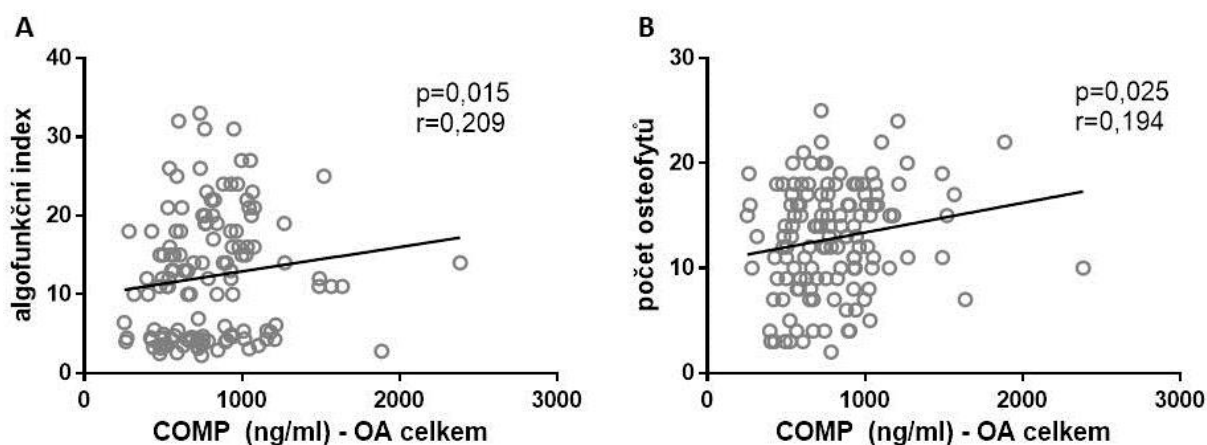 A
40
30
20
10
0
algofunkční index
p=0,015
r=0,209
0 1000 2000 3000
COMP (ng/ml) - OA celkem
B
30
20
10
0
počet osteofytů
p=0,025
r=0,194
0 1000 2000 3000
COMP (ng/ml) - OA celkem